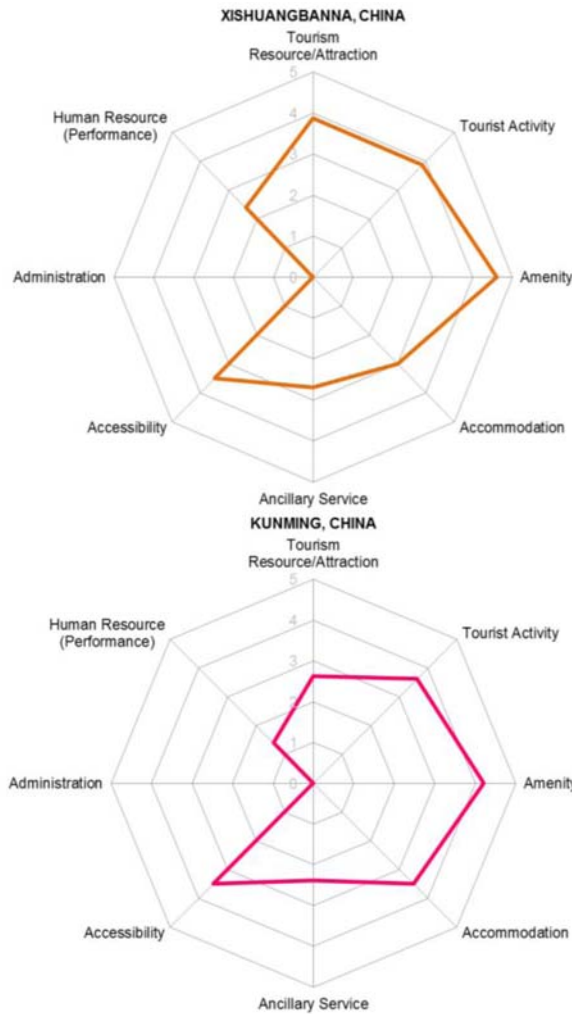 XISHUANGBANNA, CHINA
Tourism
Resource/Attraction
5
Human Resource
(Performance)
Tourist Activity
4
3
2
1
Administration
0
Amenity
Accessibility
Accommodation
Ancillary Service
KUNMING, CHINA
Tourism
Resource/Attraction
5
Human Resource
(Performance)
Tourist Activity
4
3
2
1
Administration
0
Amenity
Accessibility
Accommodation
Ancillary Service